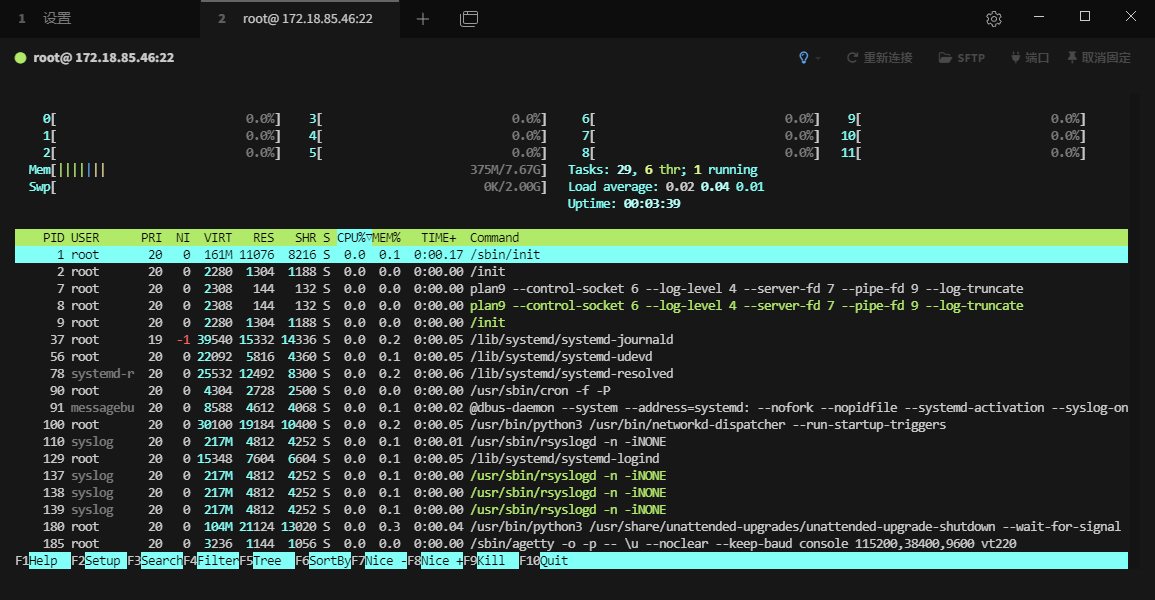 1 设置 2 root@ 172.18.85.46:22
root@ 172.18.85.46:22 重新连接 SFTP 端口 取消固定
0[ 0.0%] 3[ 0.0%] 6[ 0.0%] 9[ 0.0%]
1[ 0.0%] 4[ 0.0%] 7[ 0.0%] 10[ 0.0%]
2[ 0.0%] 5[ 0.0%] 8[ 0.0%] 11[ 0.0%]
Mem[||||||| 375M/7.67G] Tasks: 29, 6 thr; 1 running
Swp[ 0K/2.00G] Load average: 0.02 0.04 0.01
Uptime: 00:03:39
PID USER PRI NI VIRT RES SHR S CPU%▽MEM% TIME+ Command
1 root 20 0 161M 11076 8216 S 0.0 0.1 0:00.17 /sbin/init
2 root 20 0 2280 1304 1188 S 0.0 0.0 0:00.00 /init
7 root 20 0 2308 144 132 S 0.0 0.0 0:00.00 plan9 --control-socket 6 --log-level 4 --server-fd 7 --pipe-fd 9 --log-truncate
8 root 20 0 2308 144 132 S 0.0 0.0 0:00.00 plan9 --control-socket 6 --log-level 4 --server-fd 7 --pipe-fd 9 --log-truncate
9 root 20 0 2280 1304 1188 S 0.0 0.0 0:00.00 /init
37 root 19 -1 39540 15332 14336 S 0.0 0.2 0:00.05 /lib/systemd/systemd-journald
56 root 20 0 22092 5816 4360 S 0.0 0.1 0:00.05 /lib/systemd/systemd-udevd
78 systemd-r 20 0 25532 12492 8300 S 0.0 0.2 0:00.06 /lib/systemd/systemd-resolved
90 root 20 0 4304 2728 2500 S 0.0 0.0 0:00.00 /usr/sbin/cron -f -P
91 messagebu 20 0 8588 4612 4068 S 0.0 0.1 0:00.02 @dbus-daemon --system --address=systemd: --nofork --nopidfile --systemd-activation --syslog-on
100 root 20 0 30100 19184 10400 S 0.0 0.2 0:00.05 /usr/bin/python3 /usr/bin/networkd-dispatcher --run-startup-triggers
110 syslog 20 0 217M 4812 4252 S 0.0 0.1 0:00.01 /usr/sbin/rsyslogd -n -iNONE
129 root 20 0 15348 7604 6604 S 0.0 0.1 0:00.05 /lib/systemd/systemd-logind
137 syslog 20 0 217M 4812 4252 S 0.0 0.1 0:00.00 /usr/sbin/rsyslogd -n -iNONE
138 syslog 20 0 217M 4812 4252 S 0.0 0.1 0:00.00 /usr/sbin/rsyslogd -n -iNONE
139 syslog 20 0 217M 4812 4252 S 0.0 0.1 0:00.00 /usr/sbin/rsyslogd -n -iNONE
180 root 20 0 104M 21124 13020 S 0.0 0.3 0:00.04 /usr/bin/python3 /usr/share/unattended-upgrades/unattended-upgrade-shutdown --wait-for-signal
185 root 20 0 3236 1144 1056 S 0.0 0.0 0:00.00 /sbin/agetty -o -p -- \u --noclear --keep-baud console 115200,38400,9600 vt220
F1Help F2Setup F3SearchF4FilterF5Tree F6SortByF7Nice -F8Nice +F9Kill F10Quit